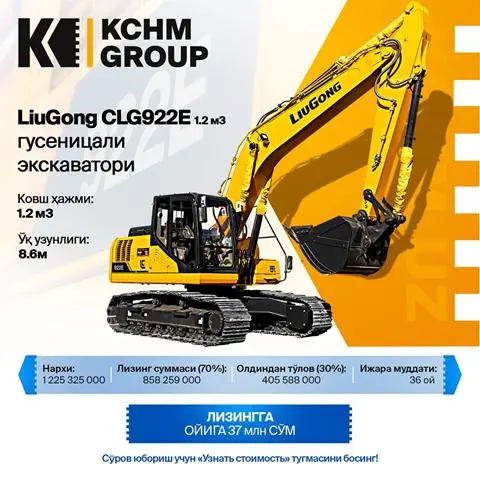 KCHM
GROUP
LiuGong CLG922E 1.2 м3
гусеницали
экскаватори
Ковш ҳажми:
1.2 м3
Ўқ узунлиги:
8.6м
LIUGONG
922E
Нархи:
1 225 325 000
Лизинг суммаси (70%):
858 259 000
Олдиндан тўлов (30%):
405 588 000
Ижара муддати:
36 ой
ЛИЗИНГГА
ОЙИГА 37 млн СЎМ
Сўров юбориш учун «Узнать стоимость» тугмасини босинг!